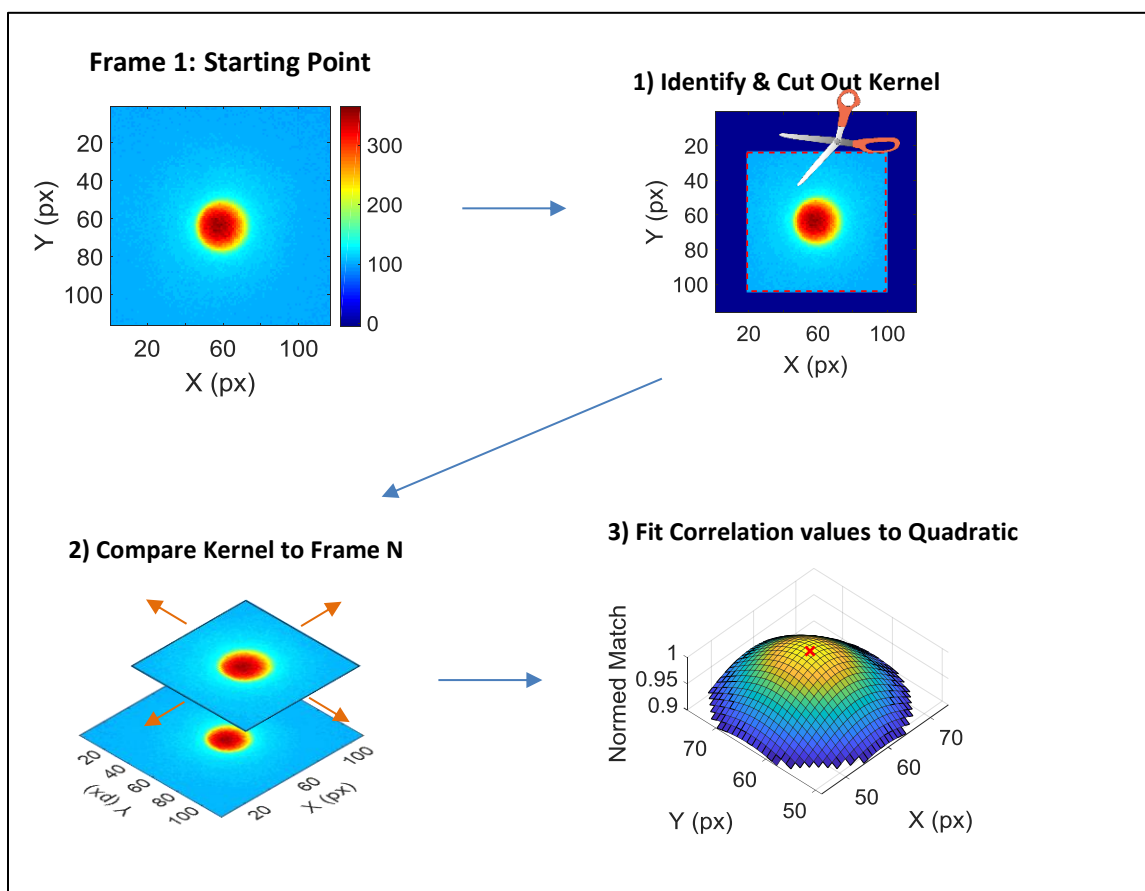 Frame 1: Starting Point
20
40
60
80
100
Y (px)
20 60 100
X (px)
300
200
100
0
1) Identify & Cut Out Kernel
20
40
60
80
100
Y (px)
20 60 100
X (px)
2) Compare Kernel to Frame N
20
40
60
80
100
Y (px)
20
60
100
X (px)
3) Fit Correlation values to Quadratic
1
0.95
0.9
Normed Match
70
60
50
Y (px)
50
60
70
X (px)